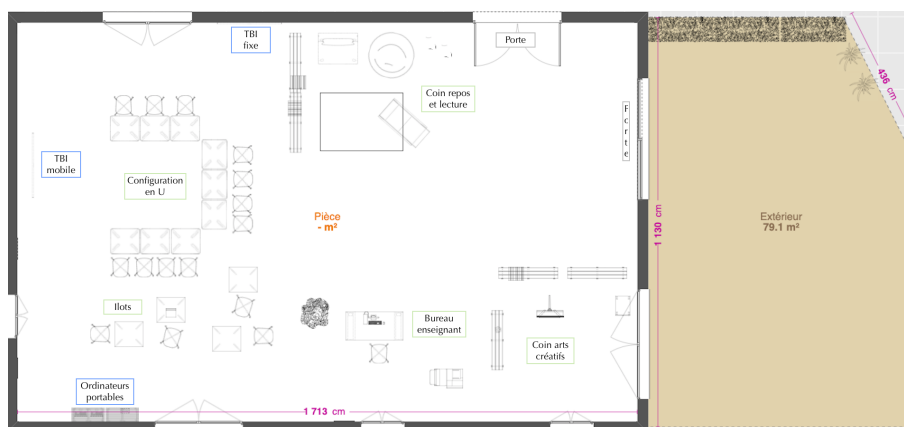 TBI
fixe
Porte
Coin repos
et lecture
436 cm
TBI
mobile
Configuration
en U
Pièce
- m²
1 130 cm
Extérieur
79.1 m²
Ilots
Bureau
enseignant
Coin arts
créatifs
Ordinateurs
portables
1 713 cm